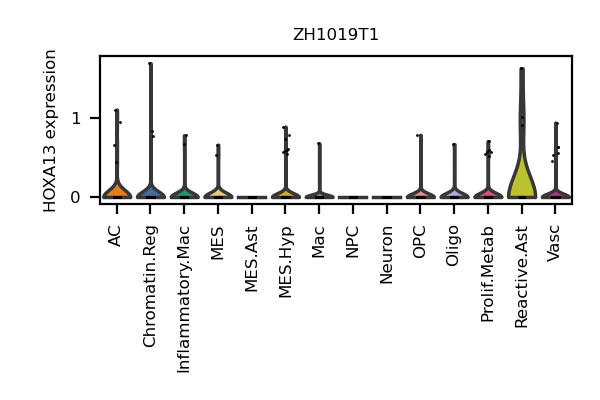 ZH1019T1
HOXA13 expression
1
0
AC
Chromatin.Reg
Inflammatory.Mac
MES
MES.Ast
MES.Hyp
Mac
NPC
Neuron
OPC
Oligo
Prolif.Metab
Reactive.Ast
Vasc